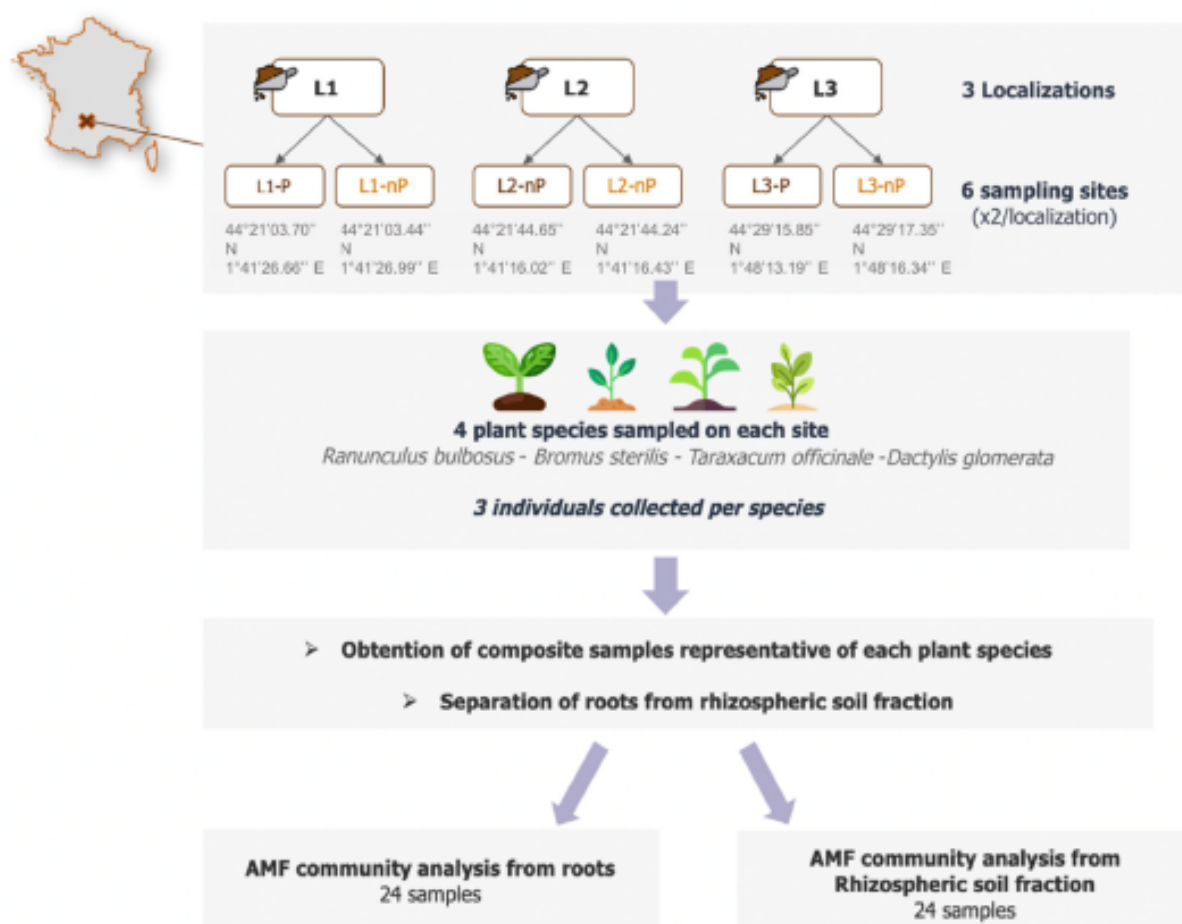 L1
L2
L3
3 Localizations
L1-P
L1-nP
L2-nP
L2-nP
L3-P
L3-nP
6 sampling sites
(x2/localization)
44°21'03.70'' N 1°41'26.66'' E
44°21'03.44'' N 1°41'26.99'' E
44°21'44.65'' N 1°41'16.02'' E
44°21'44.24'' N 1°41'16.43'' E
44°29'15.85'' N 1°48'13.19'' E
44°29'17.35'' N 1°48'16.34'' E
4 plant species sampled on each site
Ranunculus bulbosus - Bromus sterilis - Taraxacum officinale -Dactylis glomerata
3 individuals collected per species
➢ Obtention of composite samples representative of each plant species
➢ Separation of roots from rhizospheric soil fraction
AMF community analysis from roots
24 samples
AMF community analysis from
Rhizospheric soil fraction
24 samples